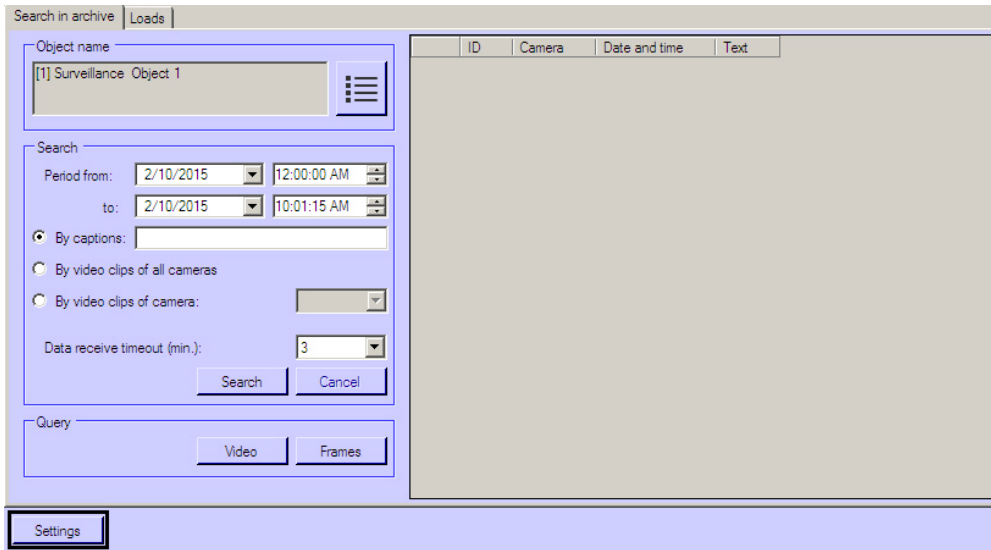 Search in archive Loads
Object name
[1] Surveillance Object 1
Search
Period from: 2/10/2015 12:00:00 AM
to: 2/10/2015 10:01:15 AM
By captions:
By video clips of all cameras
By video clips of camera:
Data receive timeout (min.): 3
Search Cancel
Query
Video Frames
ID Camera Date and time Text
Settings